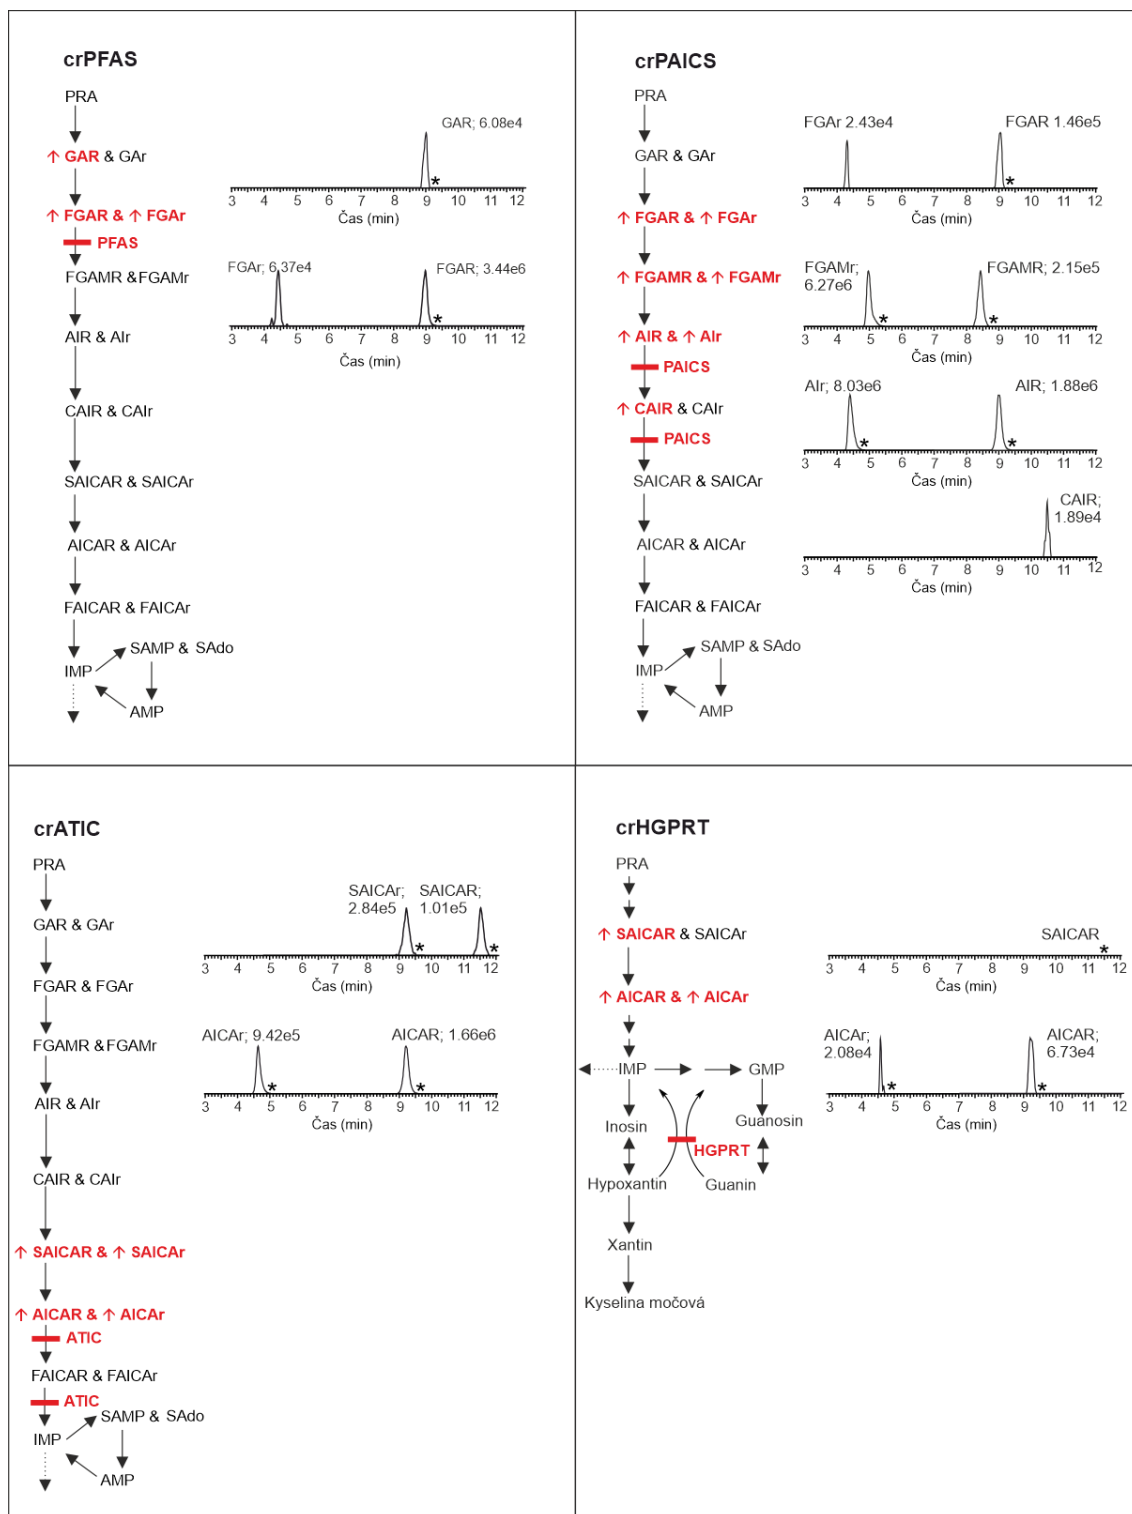 crPFAS
PRA
↑ GAR & GAr
↑ FGAR & ↑ FGAr
PFAS
FGAMR &FGAMr
AIR & AIr
CAIR & CAIr
SAICAR & SAICAr
AICAR & AICAr
FAICAR & FAICAr
IMP
SAMP & SAdo
AMP
GAR; 6.08e4
*
3 4 5 6 7 8 9 10 11 12
Čas (min)
FGAr; 6.37e4
FGAR; 3.44e6
*
3 4 5 6 7 8 9 10 11 12
Čas (min)
crPAICS
PRA
GAR & GAr
↑ FGAR & ↑ FGAr
↑ FGAMR & ↑ FGAMr
↑ AIR & ↑ AIr
PAICS
↑ CAIR & CAIr
PAICS
SAICAR & SAICAr
AICAR & AICAr
FAICAR & FAICAr
IMP
SAMP & SAdo
AMP
FGAr 2.43e4
FGAR 1.46e5
*
3 4 5 6 7 8 9 10 11 12
Čas (min)
FGAMr;
6.27e6
FGAMR; 2.15e5
* *
3 4 5 6 7 8 9 10 11 12
Čas (min)
AIr; 8.03e6
AIR; 1.88e6
* *
3 4 5 6 7 8 9 10 11 12
Čas (min)
CAIR;
1.89e4
3 4 5 6 7 8 9 10 11 12
Čas (min)
crATIC
PRA
GAR & GAr
FGAR & FGAr
FGAMR &FGAMr
AIR & AIr
CAIR & CAIr
↑ SAICAR & ↑ SAICAr
↑ AICAR & ↑ AICAr
ATIC
FAICAR & FAICAr
ATIC
IMP
SAMP & SAdo
AMP
SAICAr;
2.84e5
SAICAR;
1.01e5
* *
3 4 5 6 7 8 9 10 11 12
Čas (min)
AICAr; 9.42e5
AICAR; 1.66e6
* *
3 4 5 6 7 8 9 10 11 12
Čas (min)
crHGPRT
PRA
↑ SAICAR & SAICAr
↑ AICAR & ↑ AICAr
IMP
GMP
Inosin
Guanosin
HGPRT
Hypoxantin
Guanin
Xantin
Kyselina močová
SAICAR
*
3 4 5 6 7 8 9 10 11 12
Čas (min)
AICAr;
2.08e4
AICAR;
6.73e4
* *
3 4 5 6 7 8 9 10 11 12
Čas (min)